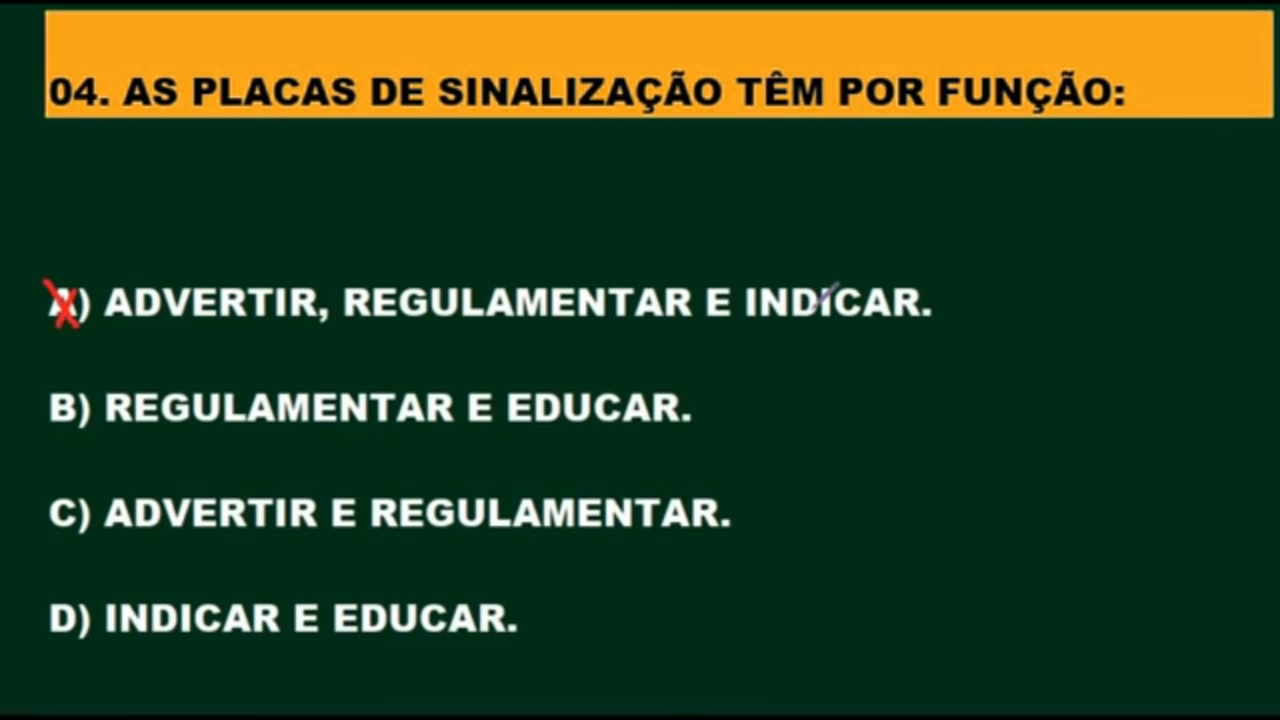 04. AS PLACAS DE SINALIZAÇÃO TÊM POR FUNÇÃO:
A) ADVERTIR, REGULAMENTAR E INDICAR.
B) REGULAMENTAR E EDUCAR.
C) ADVERTIR E REGULAMENTAR.
D) INDICAR E EDUCAR.